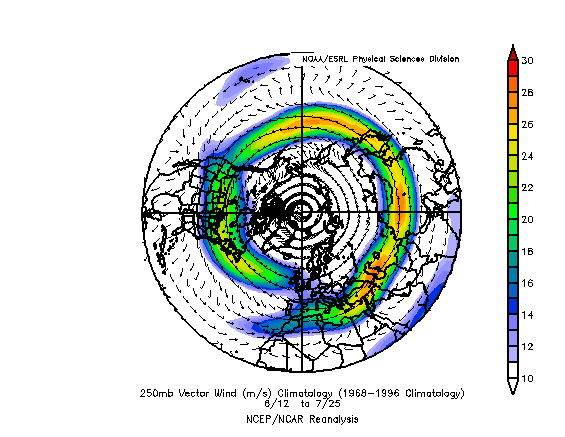 NOAA/ESRL Physical Sciences Division
30
28
26
24
22
20
18
16
14
12
10
250mb Vector Wind (m/s) Climatology (1968-1996 Climatology)
6/12 to 7/25
NCEP/NCAR Reanalysis